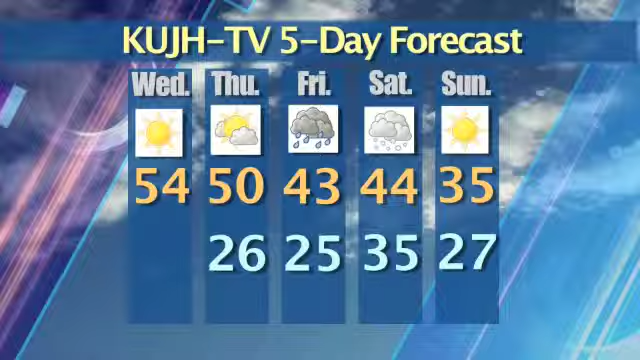 KUJH-TV 5-Day Forecast
Wed. Thu. Fri. Sat. Sun.
54 50 43 44 35
26 25 35 27